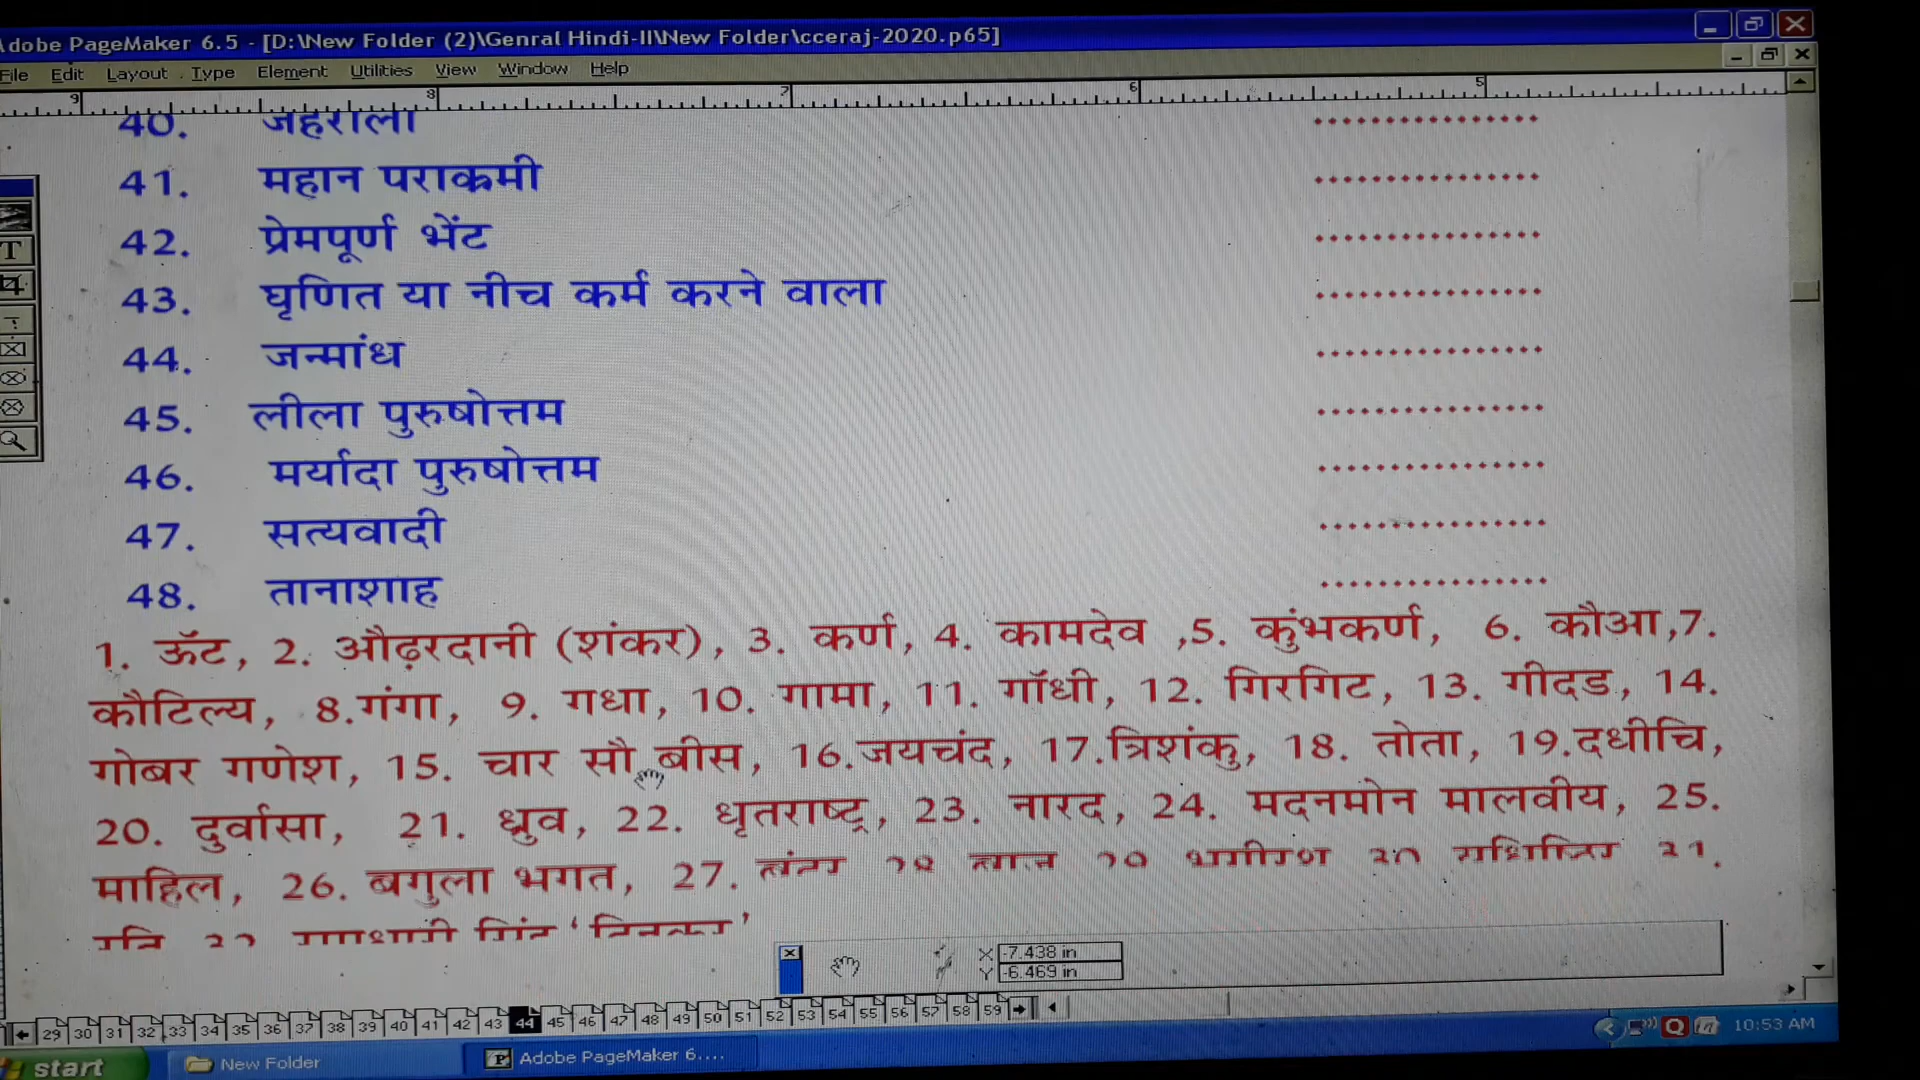 Adobe PageMaker 6.5 - [D:\New Folder (2)\Genral Hindi-II\New Folder\cceraj-2020.p65]
File Edit Layout Type Element Utilities View Window Help
9 8 7 6 5
40. जहरीला ................
41. महान पराक्रमी ................
42. प्रेमपूर्ण भेंट ................
43. घृणित या नीच कर्म करने वाला ................
44. जन्मांध ................
45. लीला पुरुषोत्तम ................
46. मर्यादा पुरुषोत्तम ................
47. सत्यवादी ................
48. तानाशाह ................
1. ऊँट, 2. औढ़रदानी (शंकर), 3. कर्ण, 4. कामदेव ,5. कुंभकर्ण, 6. कौआ,7.
कौटिल्य, 8.गंगा, 9. गधा, 10. गामा, 11. गाँधी, 12. गिरगिट, 13. गीदड, 14.
गोबर गणेश, 15. चार सौ बीस, 16.जयचंद, 17.त्रिशंकु, 18. तोता, 19.दधीचि,
20. दुर्वासा, 21. ध्रुव, 22. धृतराष्ट्र, 23. नारद, 24. मदनमोन मालवीय, 25.
माहिल, 26. बगुला भगत, 27.
X -7.438 in
Y -6.469 in
29 30 31 32 33 34 35 36 37 38 39 40 41 42 43 44 45 46 47 48 49 50 51 52 53 54 55 56 57 58 59
start New Folder Adobe PageMaker 6.... 10:53 AM